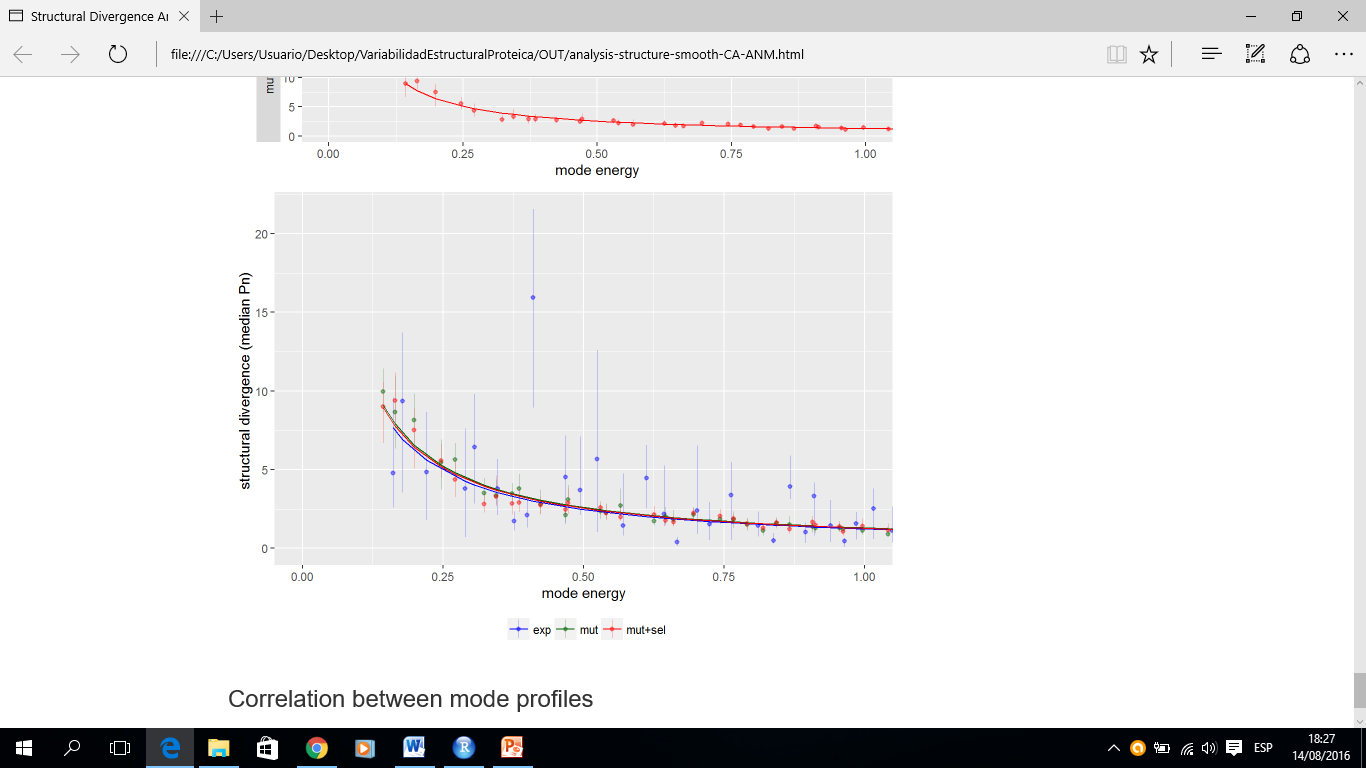 Structural Divergence A
file:///C:/Users/Usuario/Desktop/VariabilidadEstructuralProteica/OUT/analysis-structure-smooth-CA-ANM.html
mu
10
5
0
0.00 0.25 0.50 0.75 1.00
mode energy
structural divergence (median Pn)
20
15
10
5
0
0.00 0.25 0.50 0.75 1.00
mode energy
exp mut mut+sel
Correlation between mode profiles
ESP
18:27
14/08/2016